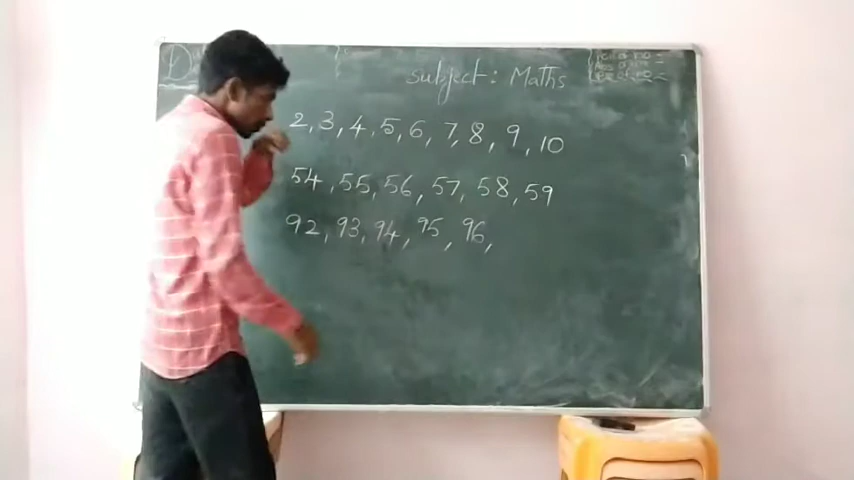 Subject: Maths
2, 3, 4, 5, 6, 7, 8, 9, 10
54, 55, 56, 57, 58, 59
92, 93, 94, 95, 96,